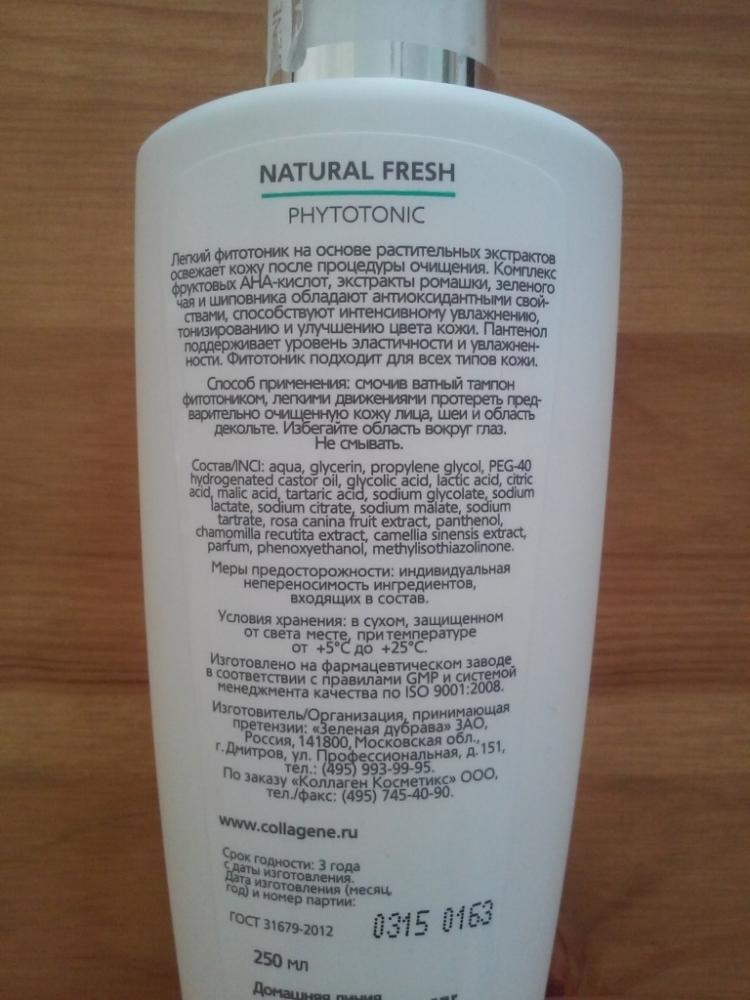 NATURAL FRESH
PHYTOTONIC
Легкий фитотоник на основе растительных экстрактов
освежает кожу после процедуры очищения. Комплекс
фруктовых АНА-кислот, экстракты ромашки, зеленого
чая и шиповника обладают антиоксидантными свой-
ствами, способствуют интенсивному увлажнению,
тонизированию и улучшению цвета кожи. Пантенол
поддерживает уровень эластичности и увлажнен-
ности. Фитотоник подходит для всех типов кожи.
Способ применения: смочив ватный тампон
фитотоником, легкими движениями протереть пред-
варительно очищенную кожу лица, шеи и область
декольте. Избегайте область вокруг глаз.
Не смывать.
Состав/INCI: aqua, glycerin, propylene glycol, PEG-40
hydrogenated castor oil, glycolic acid, lactic acid, citric
acid, malic acid, tartaric acid, sodium glycolate, sodium
lactate, sodium citrate, sodium malate, sodium
tartrate, rosa canina fruit extract, panthenol,
chamomilla recutita extract, camellia sinensis extract,
parfum, phenoxyethanol, methylisothiazolinone.
Меры предосторожности: индивидуальная
непереносимость ингредиентов,
входящих в состав.
Условия хранения: в сухом, защищенном
от света месте, при температуре
от +5°С до +25°С.
Изготовлено на фармацевтическом заводе
в соответствии с правилами GMP и системой
менеджмента качества по ISO 9001:2008.
Изготовитель/Организация, принимающая
претензии: «Зеленая дубрава» ЗАО,
Россия, 141800, Московская обл.,
г. Дмитров, ул. Профессиональная, д.151,
тел.: (495) 993-99-95.
По заказу «Коллаген Косметикс» ООО,
тел./факс: (495) 745-40-90.
www.collagene.ru
Срок годности: 3 года
с даты изготовления.
Дата изготовления (месяц,
год) и номер партии:
0315 0163
ГОСТ 31679-2012
250 мл
Домашняя линия